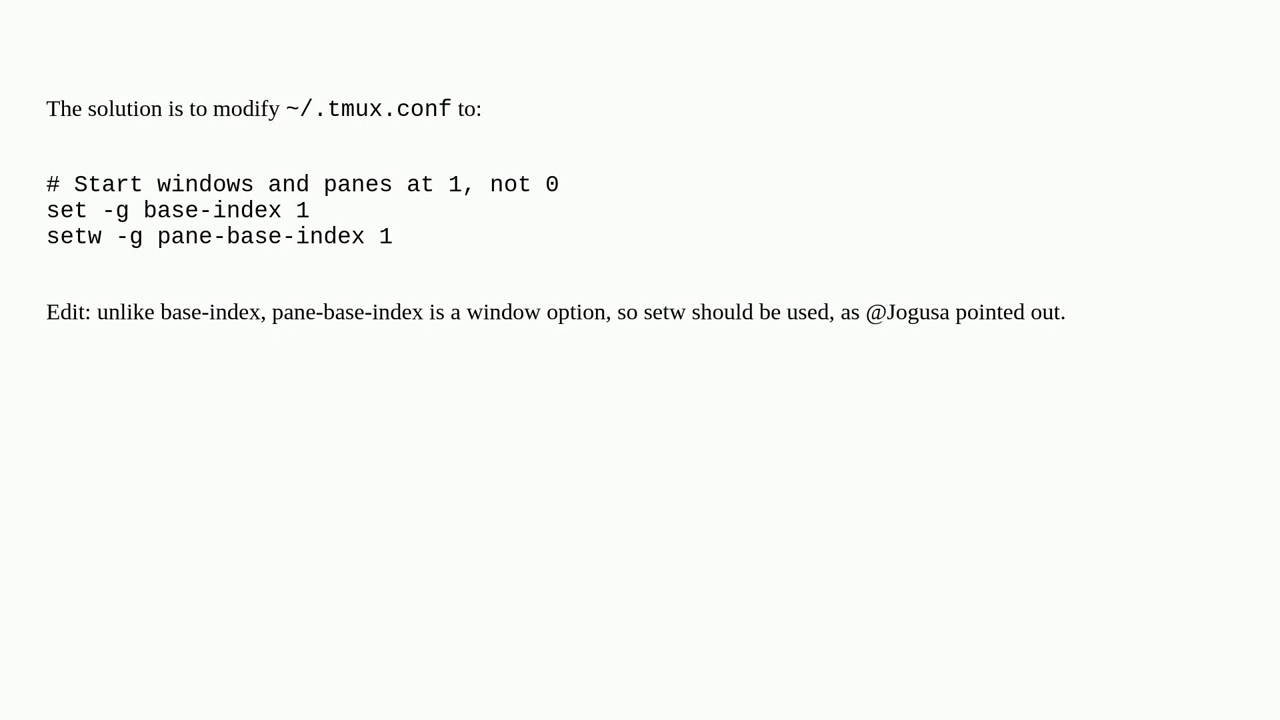 The solution is to modify ~/.tmux.conf to:
# Start windows and panes at 1, not 0
set -g base-index 1
setw -g pane-base-index 1
Edit: unlike base-index, pane-base-index is a window option, so setw should be used, as @Jogusa pointed out.